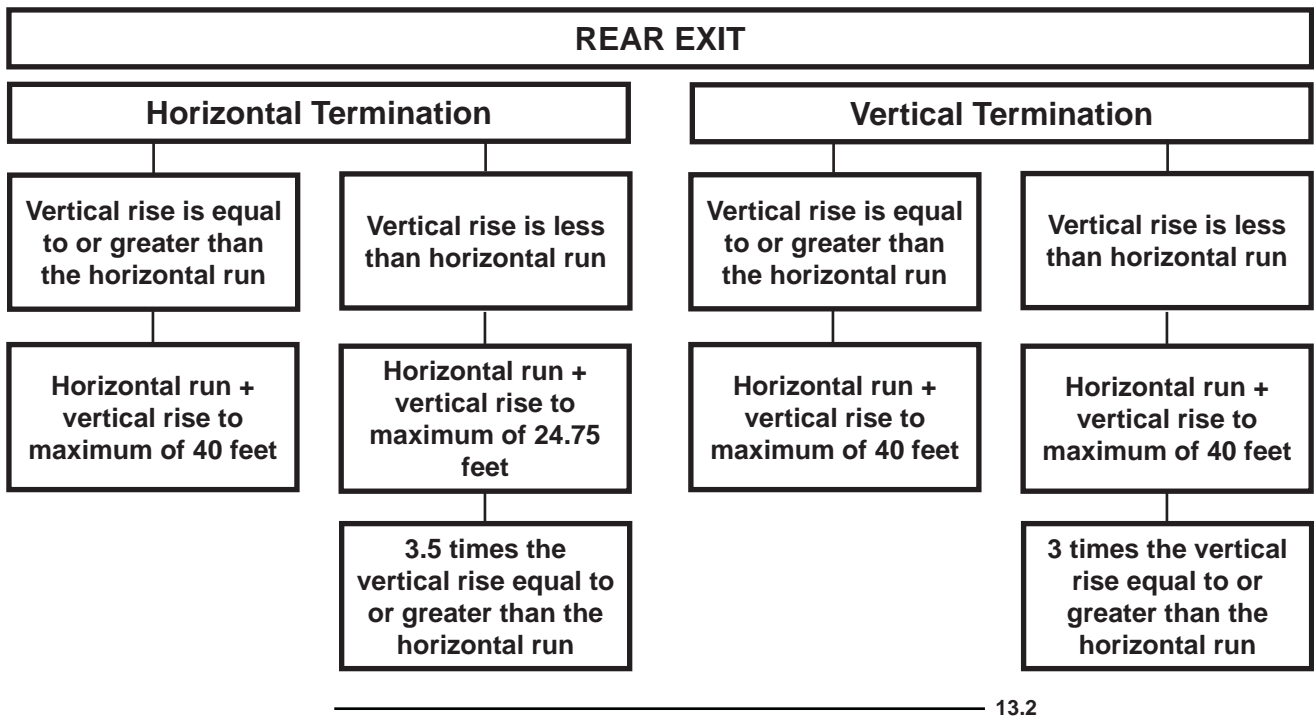 REAR EXIT
Horizontal Termination
Vertical Termination
Vertical rise is equal
to or greater than
the horizontal run
Vertical rise is less
than horizontal run
Vertical rise is equal
to or greater than
the horizontal run
Vertical rise is less
than horizontal run
Horizontal run +
vertical rise to
maximum of 40 feet
Horizontal run +
vertical rise to
maximum of 24.75
feet
Horizontal run +
vertical rise to
maximum of 40 feet
Horizontal run +
vertical rise to
maximum of 40 feet
3.5 times the
vertical rise equal to
or greater than the
horizontal run
3 times the vertical
rise equal to or
greater than the
horizontal run
13.2